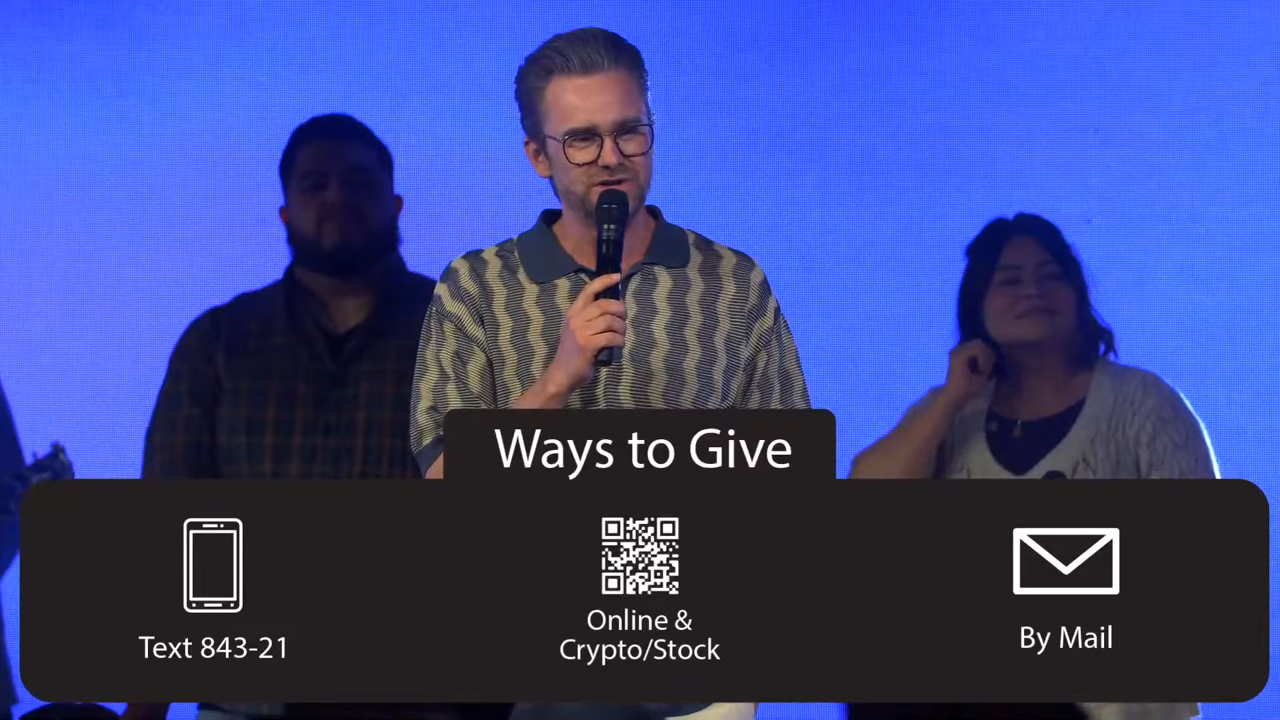 Ways to Give
Text 843-21
Online &
Crypto/Stock
By Mail